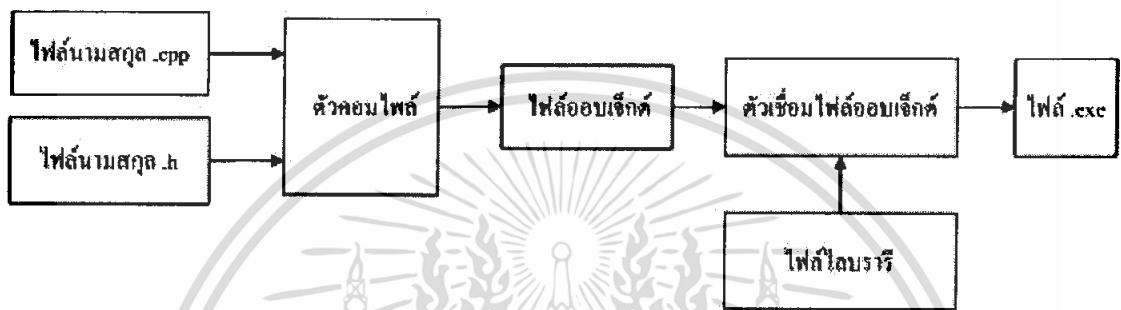 ไฟล์นามสกุล .cpp
ไฟล์นามสกุล .h
ตัวคอมไพล์
ไฟล์ออบเจ็กต์
ตัวเชื่อมไฟล์ออบเจ็กต์
ไฟล์ .exe
ไฟล์ไลบรารี